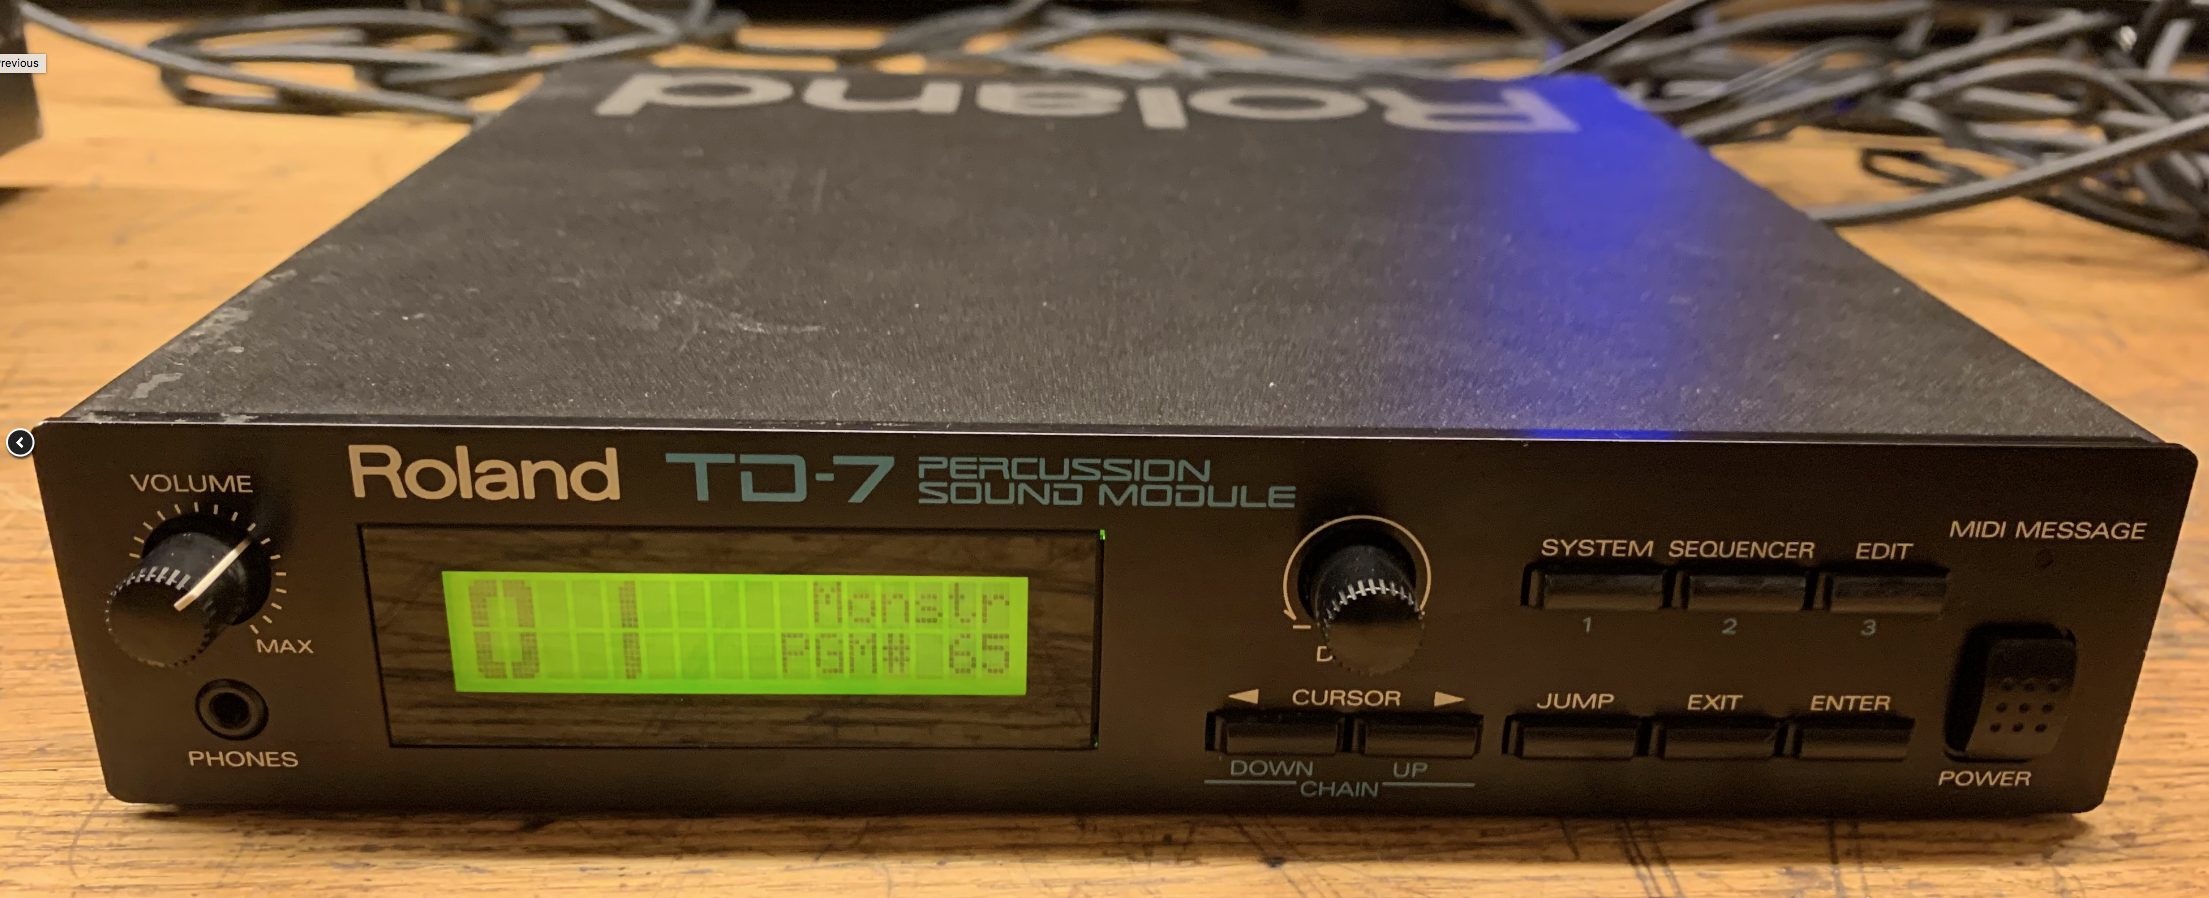 revious
Roland
Roland TD-7 PERCUSSION
SOUND MODULE
VOLUME
MAX
PHONES
01 Monstr
PGM# 65
CURSOR
DOWN UP
CHAIN
SYSTEM SEQUENCER EDIT
1 2 3
JUMP EXIT ENTER
MIDI MESSAGE
POWER